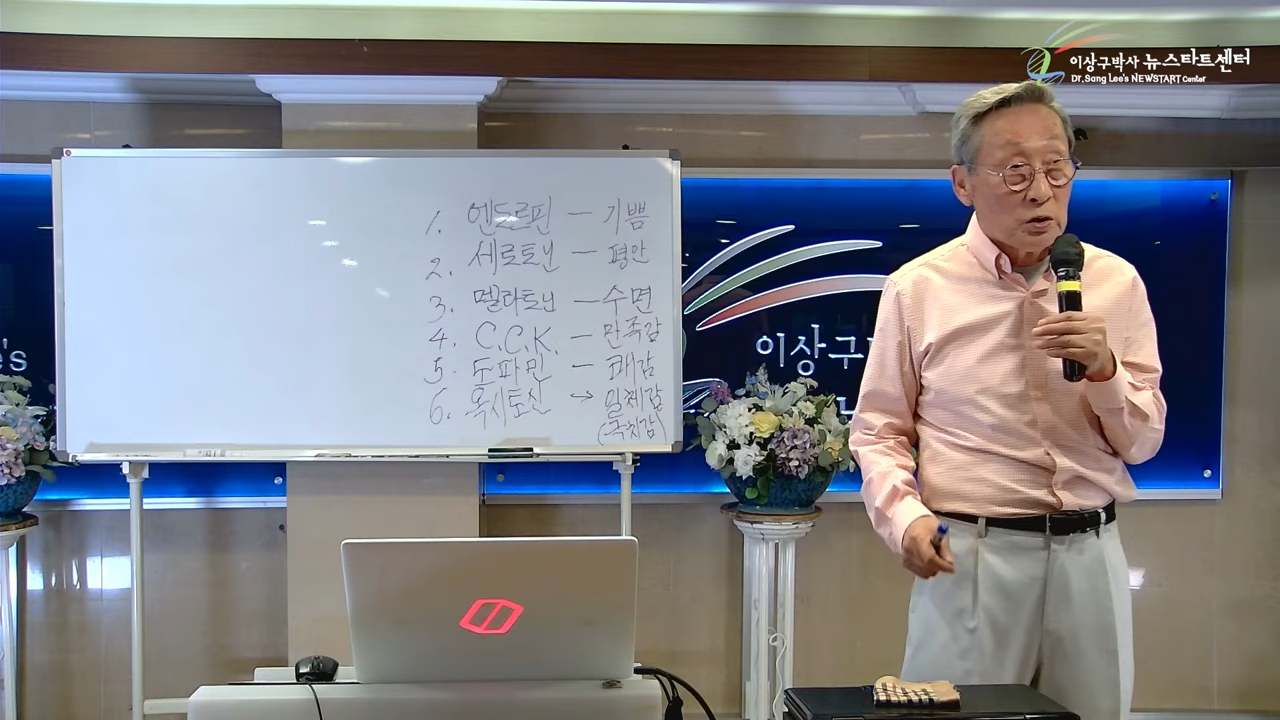 이상구박사 뉴스타트센터
Dr.Sang Lee's NEWSTART Center
1. 엔도르핀 — 기쁨
2. 세로토닌 — 평안
3. 멜라토닌 — 수면
4. C.C.K. — 만족감
5. 도파민 — 쾌감
6. 옥시토신 → 일체감
e's
이상구